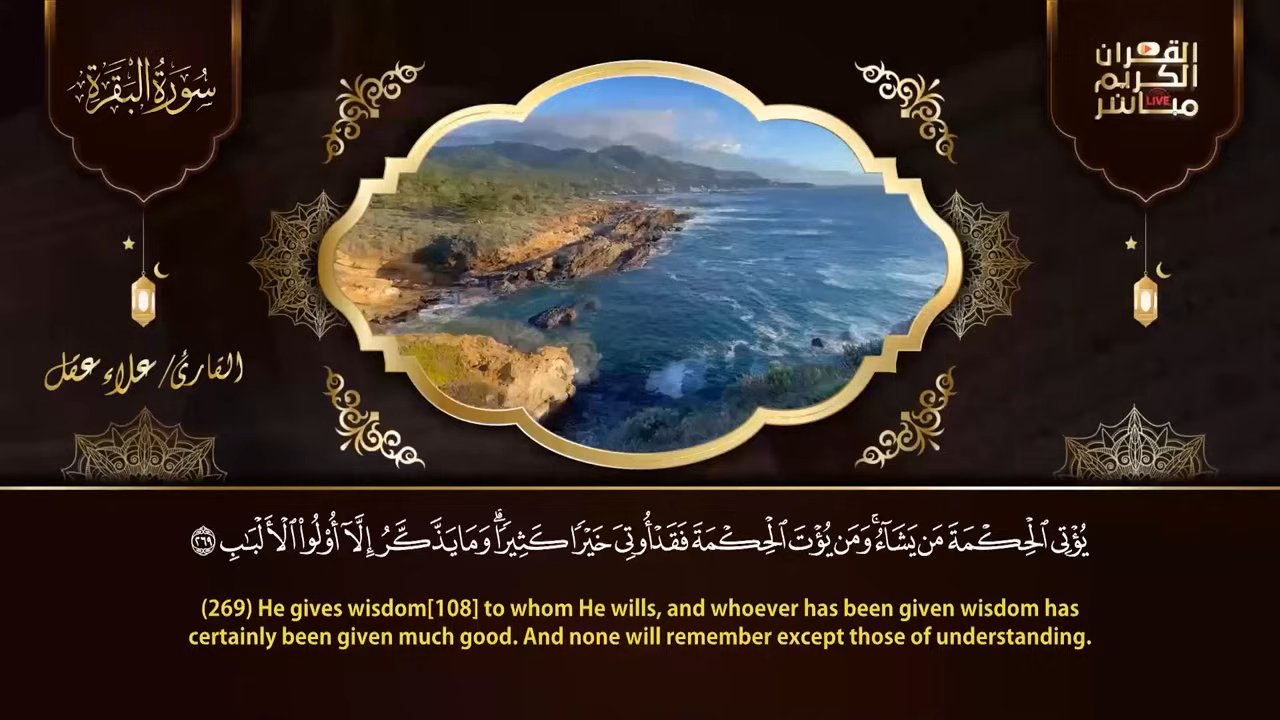 سُورَةُ البَقَرَةِ
القرآن
الكريم
مباشر
LIVE
القارئ/ علاء عقل
يُؤْتِى ٱلْحِكْمَةَ مَن يَشَآءُ ۚ وَمَن يُؤْتَ ٱلْحِكْمَةَ فَقَدْ أُوتِىَ خَيْرًا كَثِيرًا ۗ وَمَا يَذَّكَّرُ إِلَّآ أُو۟لُوا۟ ٱلْأَلْبَـٰبِ ٢٦٩
(269) He gives wisdom[108] to whom He wills, and whoever has been given wisdom has
certainly been given much good. And none will remember except those of understanding.